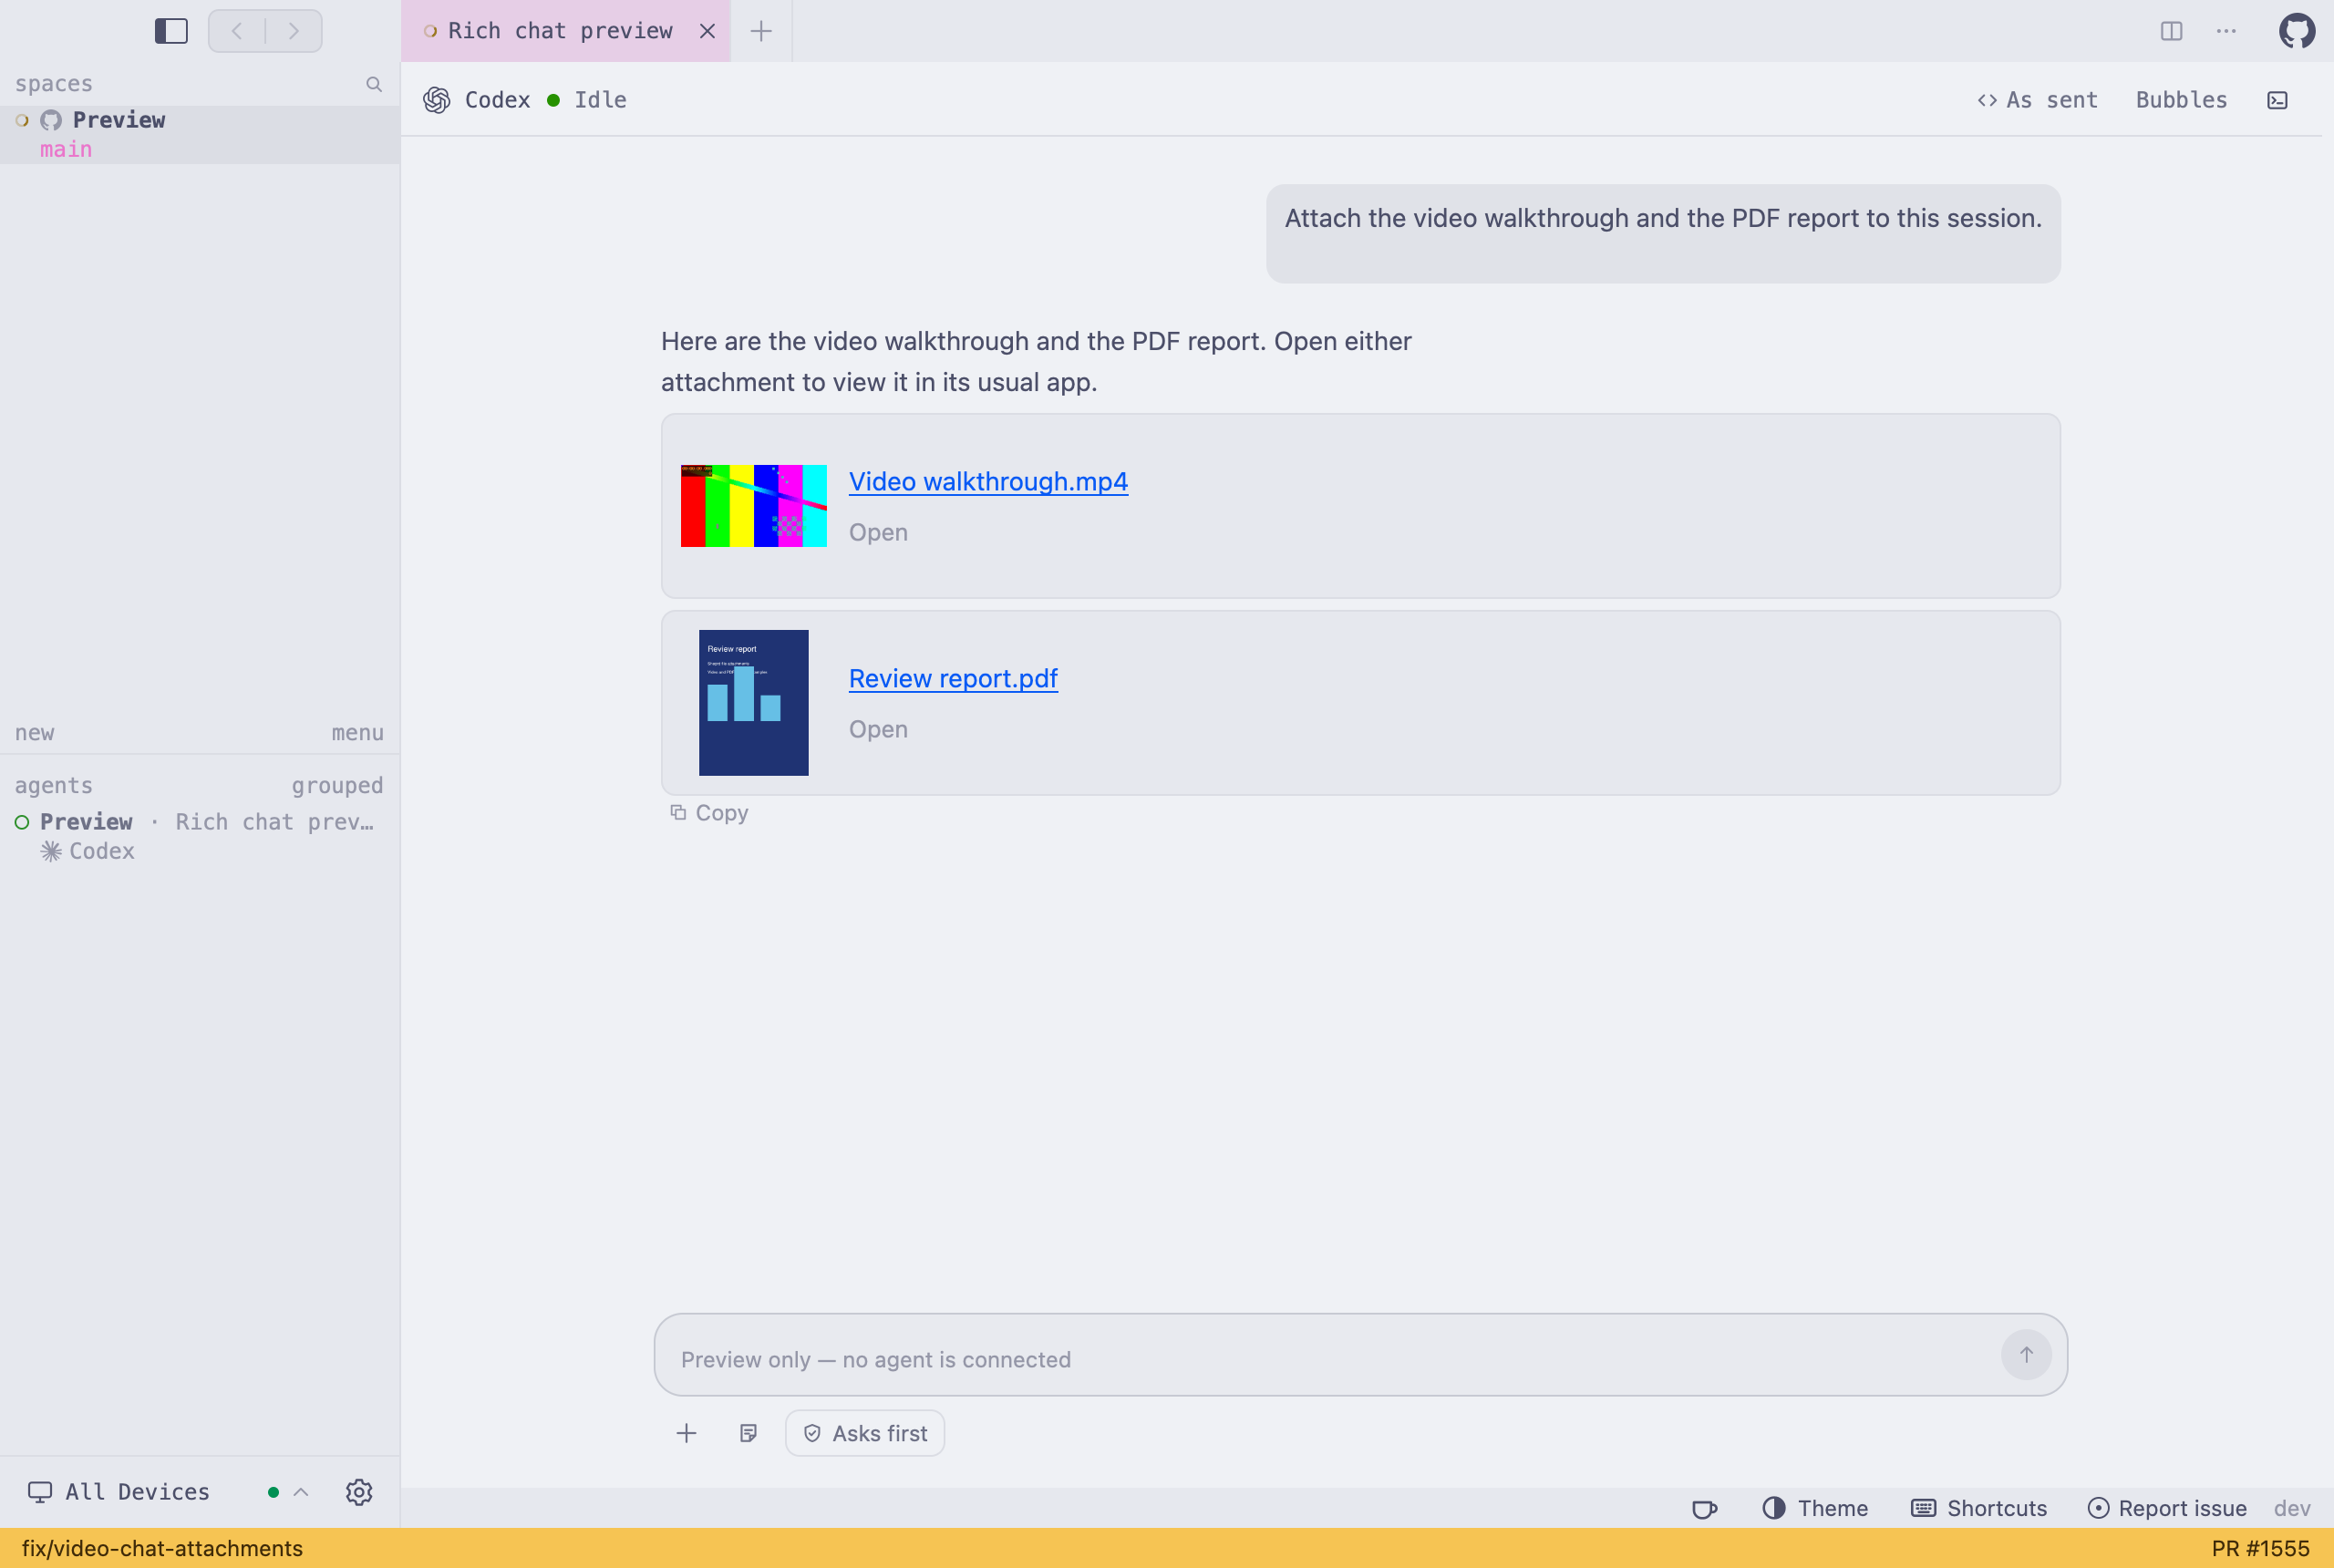 Rich chat preview
spaces
Preview
main
Codex Idle
As sent Bubbles
Attach the video walkthrough and the PDF report to this session.
Here are the video walkthrough and the PDF report. Open either
attachment to view it in its usual app.
Video walkthrough.mp4
Open
Review report
Review report.pdf
Open
Copy
new menu
agents grouped
Preview · Rich chat prev…
Codex
Preview only — no agent is connected
Asks first
All Devices
Theme Shortcuts Report issue dev
fix/video-chat-attachments PR #1555